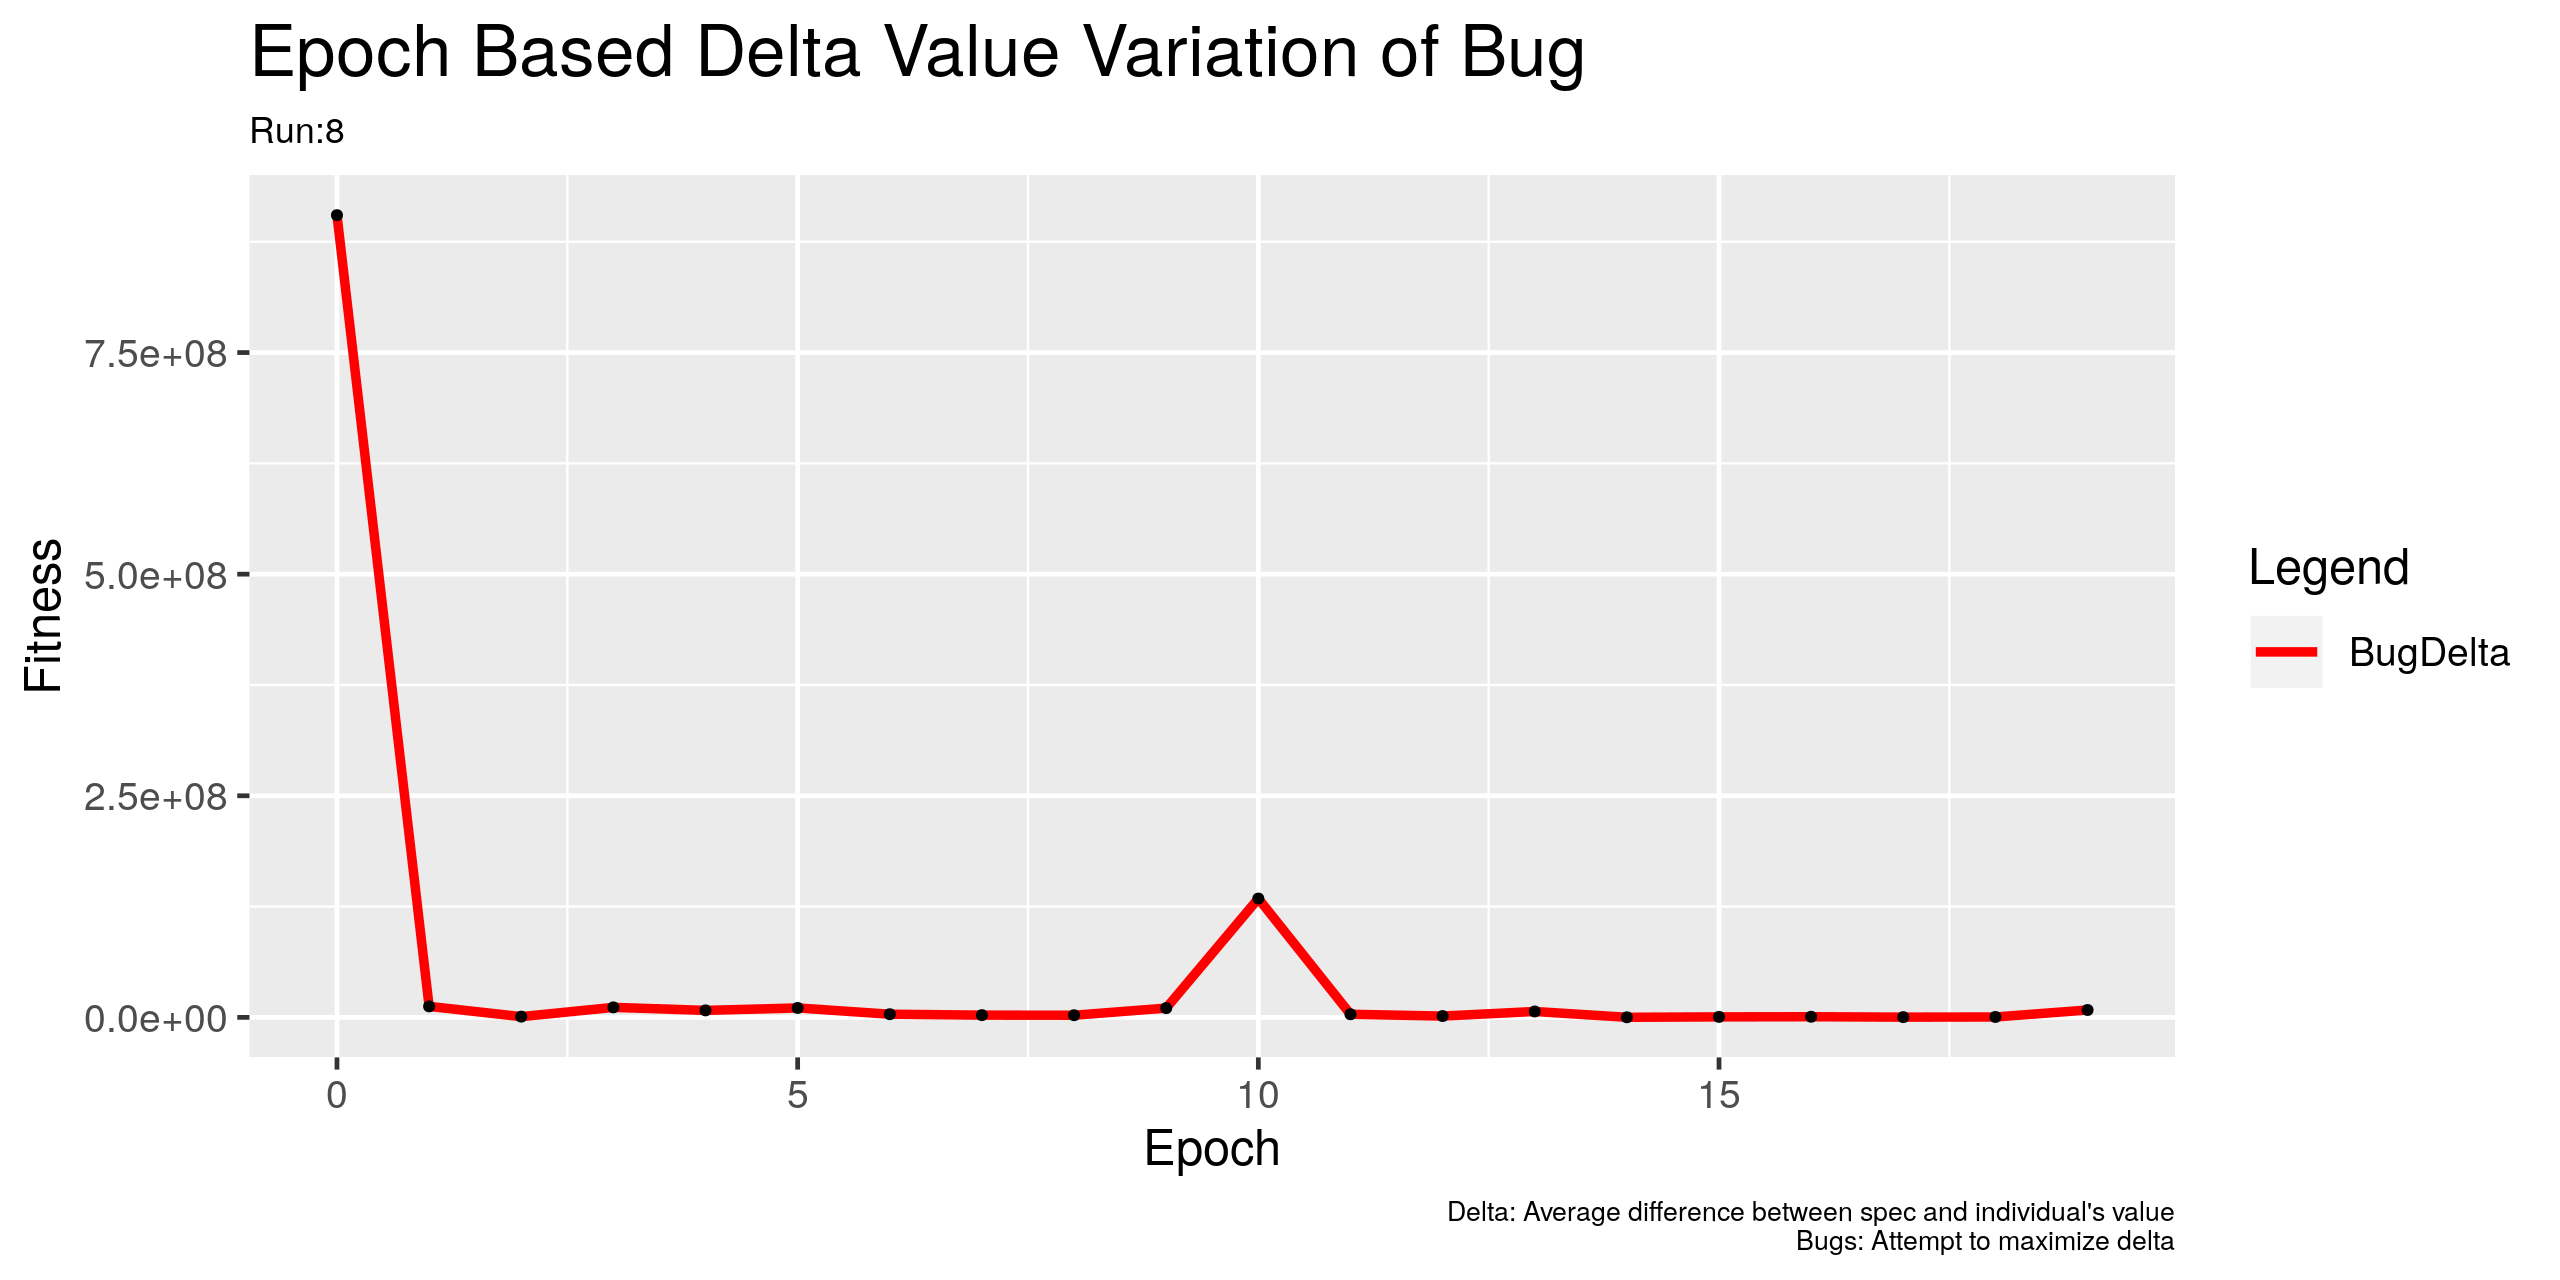 Epoch Based Delta Value Variation of Bug
Run:8
Fitness
7.5e+08
5.0e+08
2.5e+08
0.0e+00
0
5
10
15
Epoch
Legend
BugDelta
Delta: Average difference between spec and individual's value
Bugs: Attempt to maximize delta